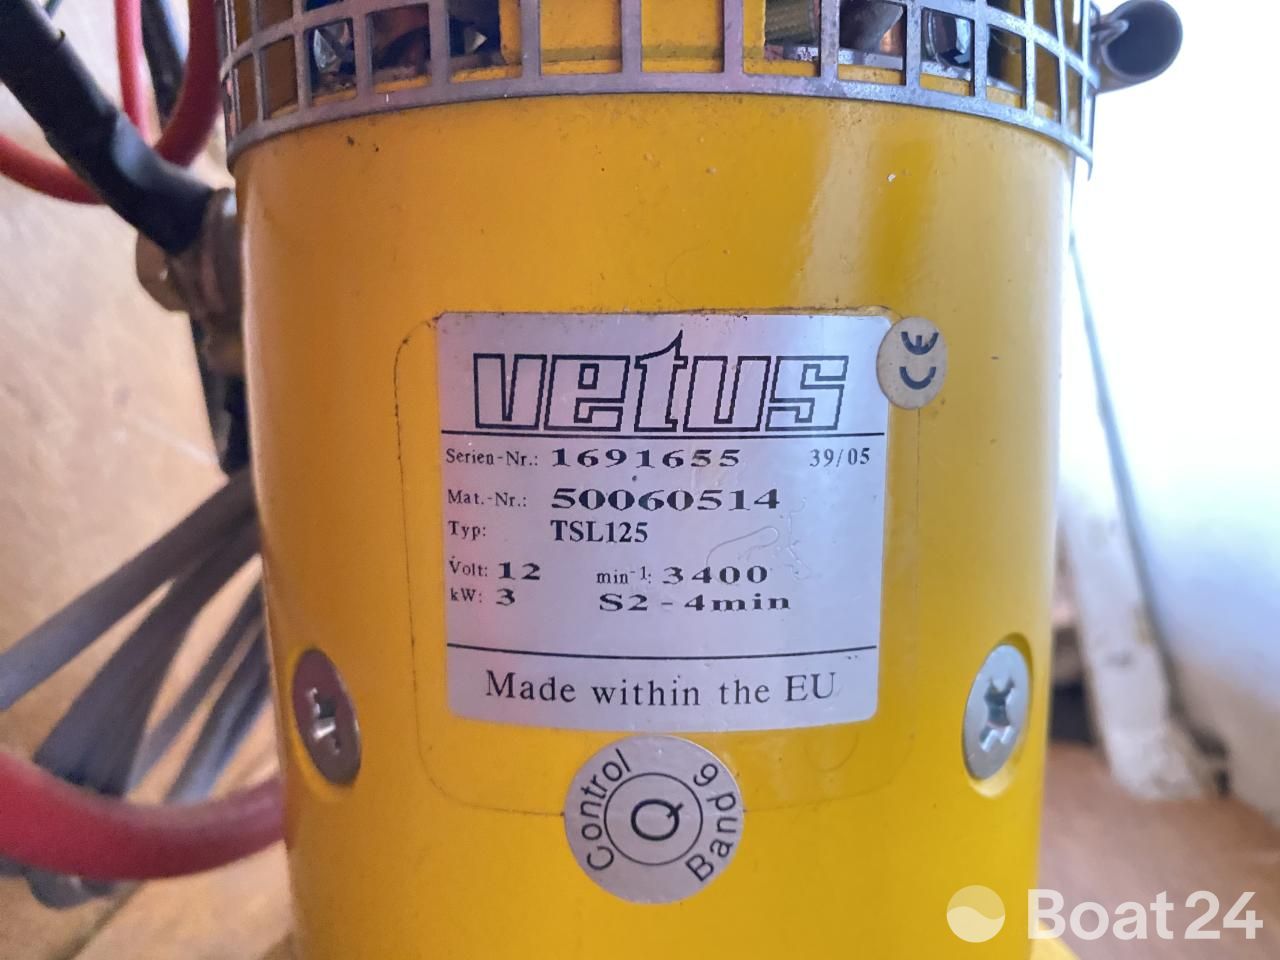 vetus
CE
Serien-Nr.: 1691655 39/05
Mat.-Nr.: 50060514
Typ: TSL125
Volt: 12 min-1: 3400
kW: 3 S2 - 4min
Made within the EU
Control
Q
Band 9
Boat24